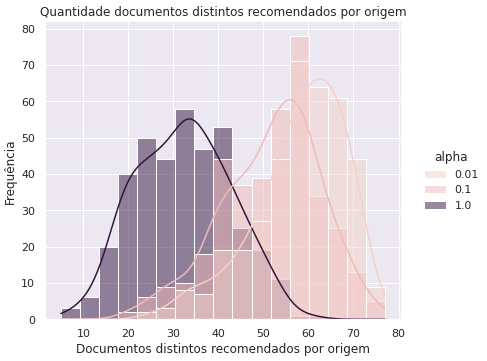 Quantidade documentos distintos recomendados por origem
80
70
60
50
40
30
20
10
0
Frequência
10 20 30 40 50 60 70 80
Documentos distintos recomendados por origem
alpha
0.01
0.1
1.0